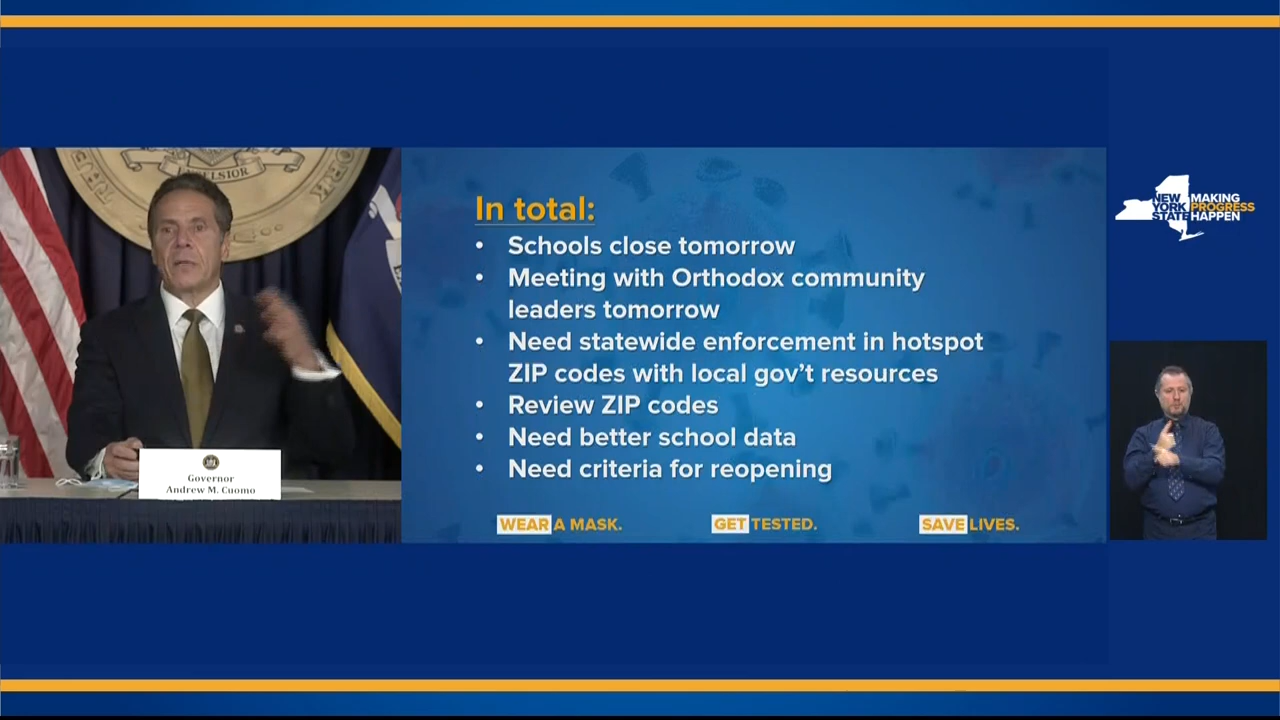 EXCELSIOR
In total:
• Schools close tomorrow
• Meeting with Orthodox community
leaders tomorrow
• Need statewide enforcement in hotspot
ZIP codes with local gov't resources
• Review ZIP codes
• Need better school data
• Need criteria for reopening
WEAR A MASK. GET TESTED. SAVE LIVES.
Governor
Andrew M. Cuomo
NEW YORK STATE
MAKING
PROGRESS
HAPPEN